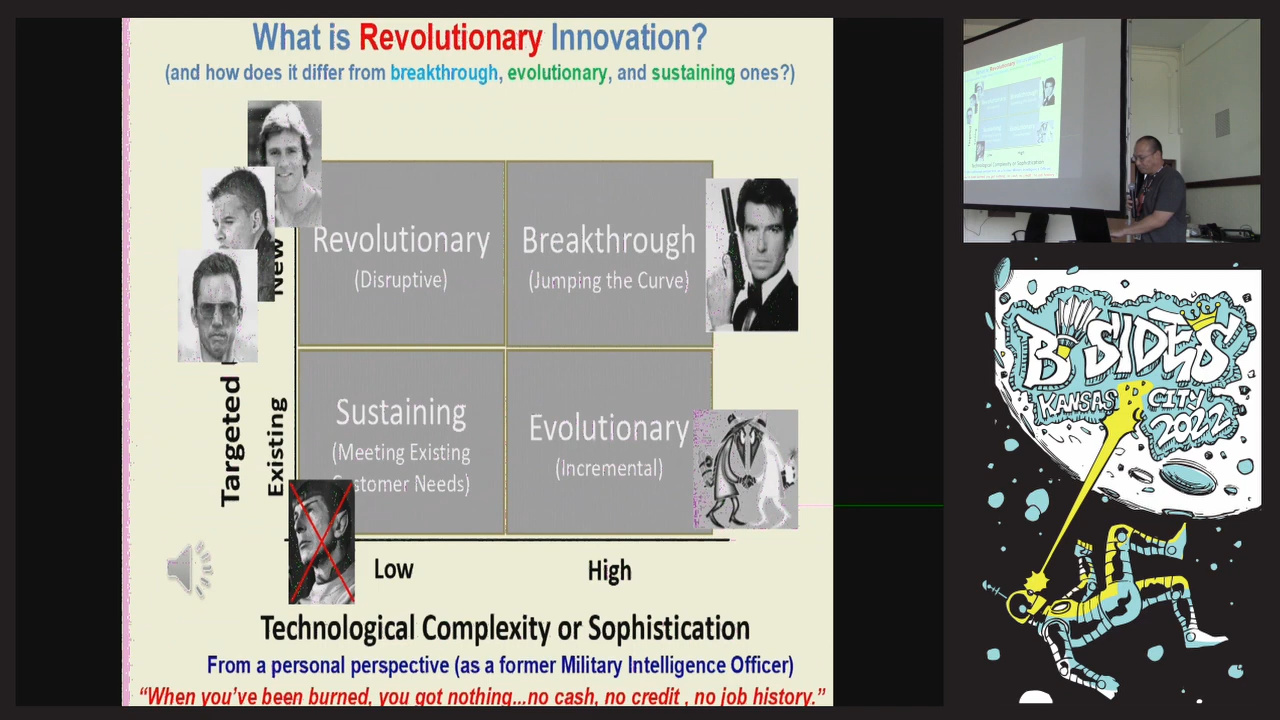 What is Revolutionary Innovation?
(and how does it differ from breakthrough, evolutionary, and sustaining ones?)
Revolutionary
(Disruptive)
Breakthrough
(Jumping the Curve)
New
Sustaining
(Meeting Existing
Customer Needs)
Evolutionary
(Incremental)
Targeted
Existing
Low
High
Technological Complexity or Sophistication
From a personal perspective (as a former Military Intelligence Officer)
“When you’ve been burned, you got nothing...no cash, no credit , no job history.”
B SIDES
KANSAS CITY
2022